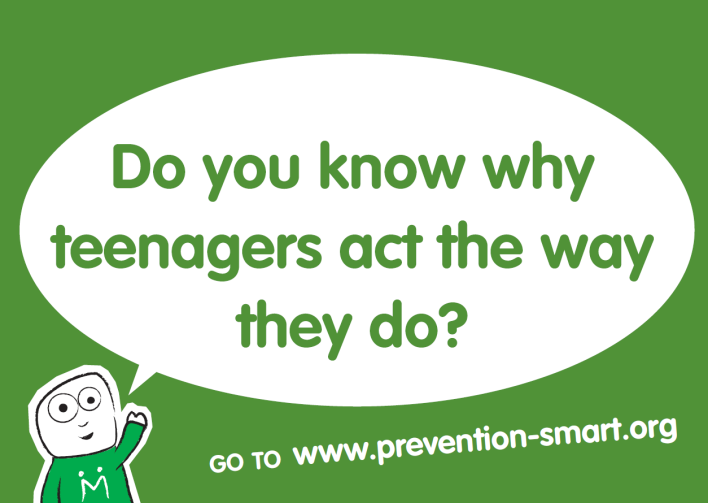 Do you know why
teenagers act the way
they do?
GO TO www.prevention-smart.org